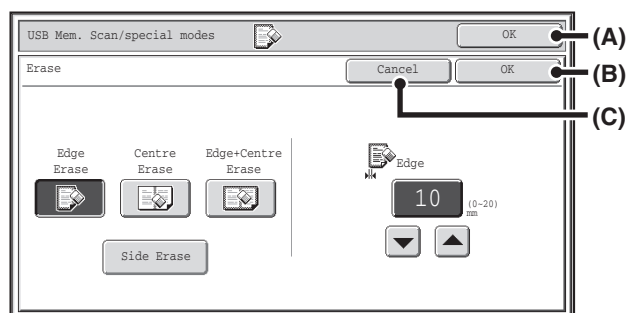 USB Mem. Scan/special modes
OK
(A)
Erase
Cancel
OK
(B)
(C)
Edge
Erase
Centre
Erase
Edge+Centre
Erase
Edge
10
(0~20)
mm
Side Erase